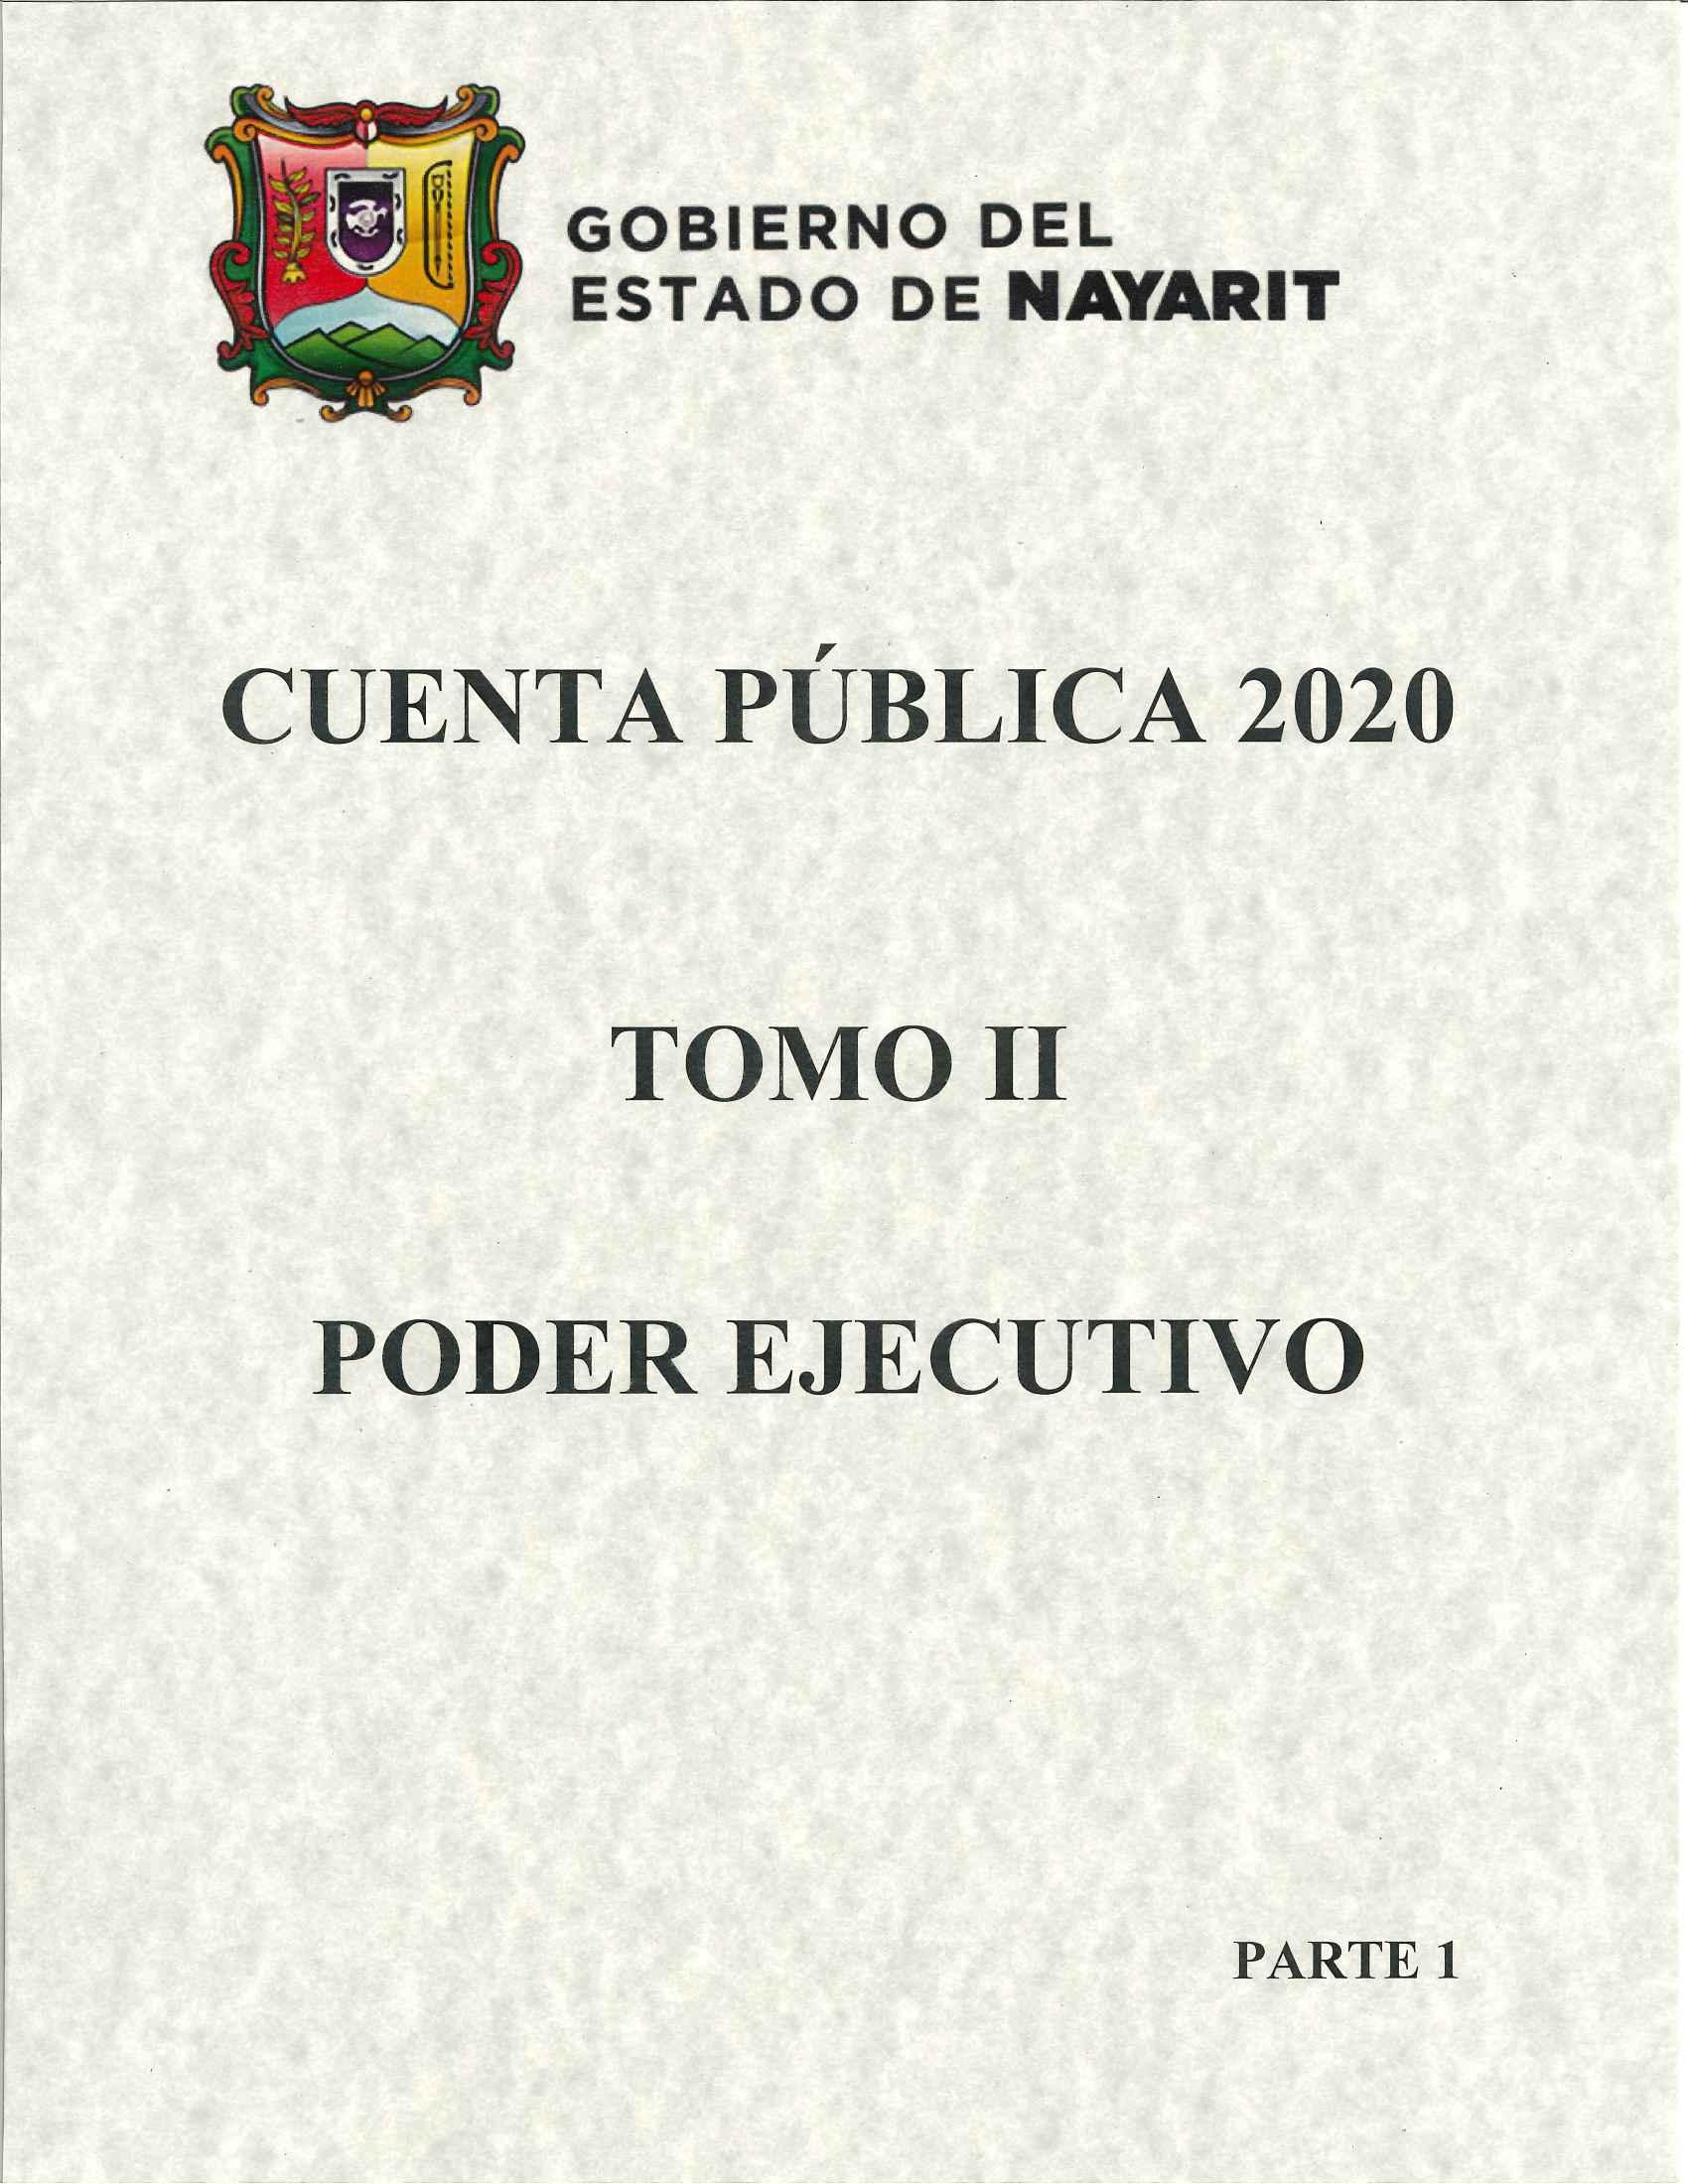 GOBIERNO DEL
ESTADO DE NAYARIT
CUENTA PÚBLICA 2020
TOMO II
PODER EJECUTIVO
PARTE 1